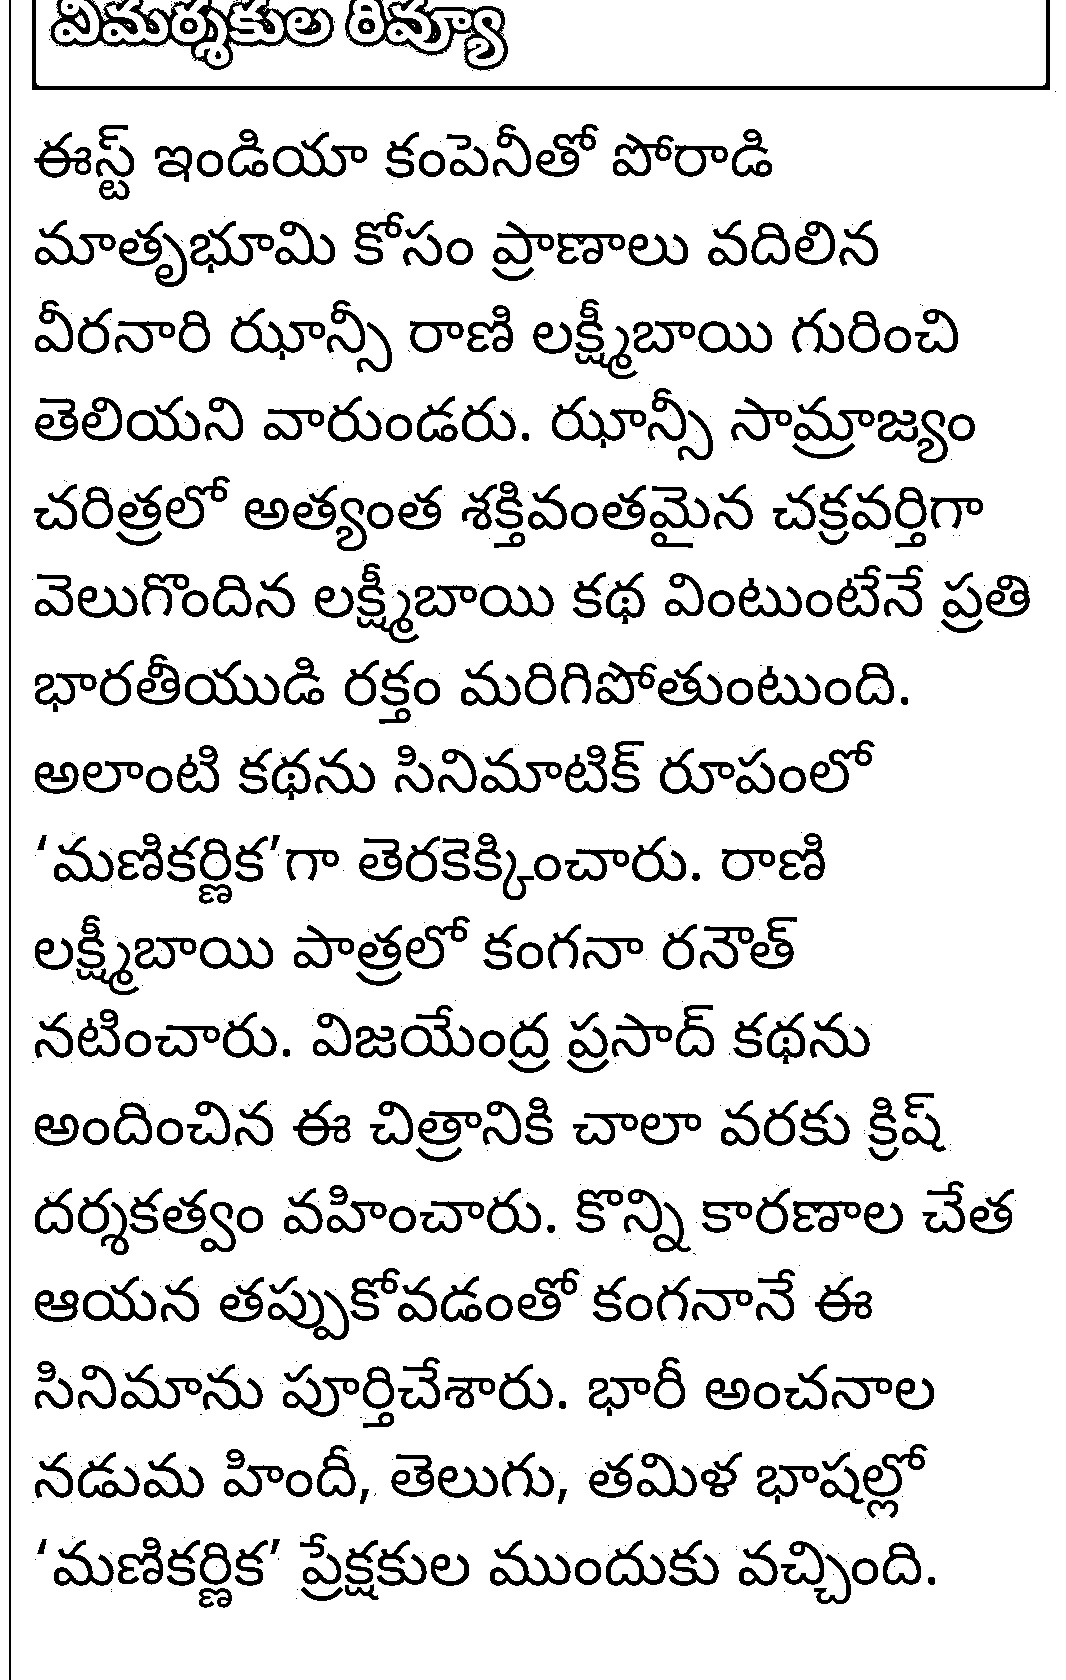 విమర్శకుల రివ్యూ
ఈస్ట్ ఇండియా కంపెనీతో పోరాడి
మాతృభూమి కోసం ప్రాణాలు వదిలిన
వీరనారి ఝాన్సీ రాణి లక్ష్మీబాయి గురించి
తెలియని వారుండరు. ఝాన్సీ సామ్రాజ్యం
చరిత్రలో అత్యంత శక్తివంతమైన చక్రవర్తిగా
వెలుగొందిన లక్ష్మీబాయి కథ వింటుంటేనే ప్రతి
భారతీయుడి రక్తం మరిగిపోతుంటుంది.
అలాంటి కథను సినిమాటిక్ రూపంలో
‘మణికర్ణిక’గా తెరకెక్కించారు. రాణి
లక్ష్మీబాయి పాత్రలో కంగనా రనౌత్
నటించారు. విజయేంద్ర ప్రసాద్ కథను
అందించిన ఈ చిత్రానికి చాలా వరకు క్రిష్
దర్శకత్వం వహించారు. కొన్ని కారణాల చేత
ఆయన తప్పుకోవడంతో కంగనానే ఈ
సినిమాను పూర్తిచేశారు. భారీ అంచనాల
నడుమ హిందీ, తెలుగు, తమిళ భాషల్లో
‘మణికర్ణిక’ ప్రేక్షకుల ముందుకు వచ్చింది.